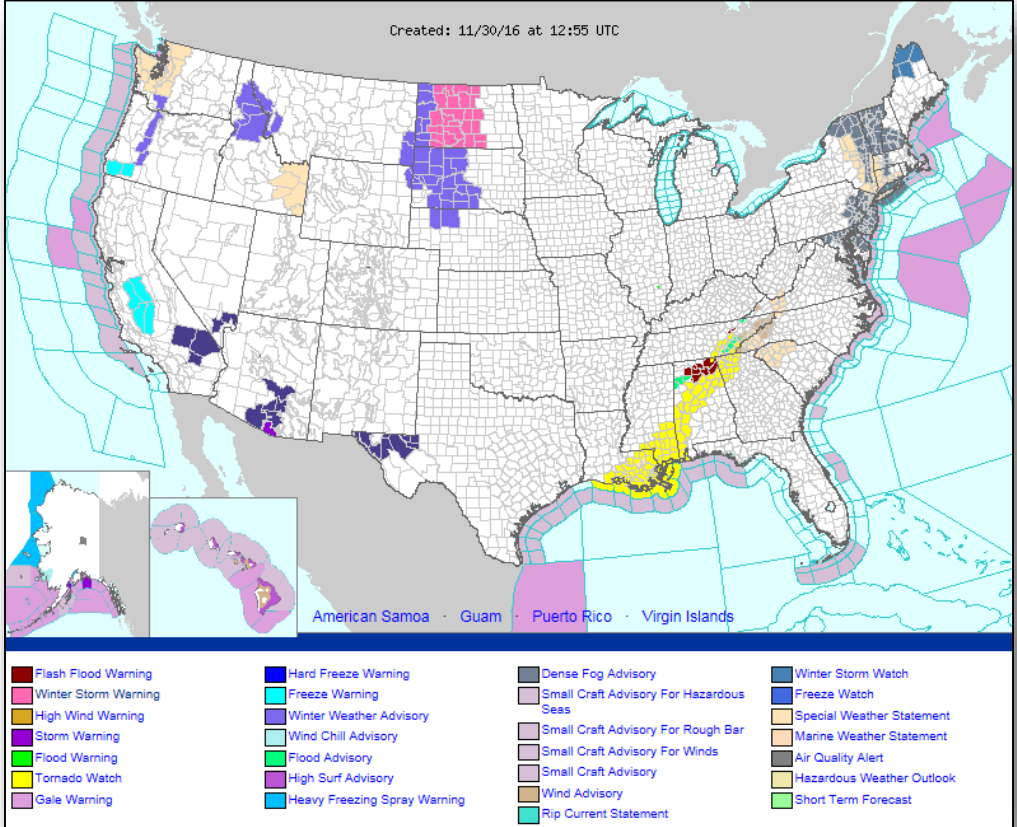 Created: 11/30/16 at 12:55 UTC
American Samoa · Guam · Puerto Rico · Virgin Islands
Flash Flood Warning
Winter Storm Warning
High Wind Warning
Storm Warning
Flood Warning
Tornado Watch
Gale Warning
Hard Freeze Warning
Freeze Warning
Winter Weather Advisory
Wind Chill Advisory
Flood Advisory
High Surf Advisory
Heavy Freezing Spray Warning
Dense Fog Advisory
Small Craft Advisory For Hazardous
Seas
Small Craft Advisory For Rough Bar
Small Craft Advisory For Winds
Small Craft Advisory
Wind Advisory
Rip Current Statement
Winter Storm Watch
Freeze Watch
Special Weather Statement
Marine Weather Statement
Air Quality Alert
Hazardous Weather Outlook
Short Term Forecast